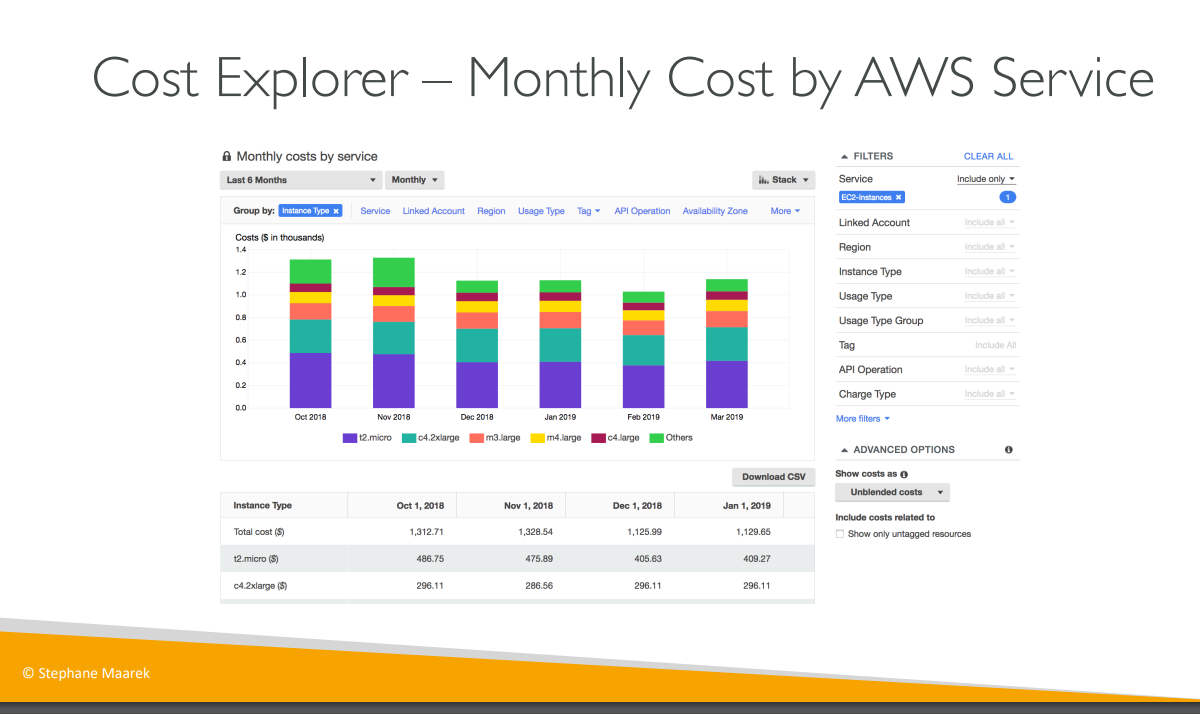 Cost Explorer – Monthly Cost by AWS Service
Monthly costs by service
Last 6 Months Monthly Stack
Group by: Instance Type × Service Linked Account Region Usage Type Tag API Operation Availability Zone More
Costs ($ in thousands)
1.4
1.2
1.0
0.8
0.6
0.4
0.2
0.0
Oct 2018 Nov 2018 Dec 2018 Jan 2019 Feb 2019 Mar 2019
t2.micro c4.2xlarge m3.large m4.large c4.large Others
Download CSV
Instance Type Oct 1, 2018 Nov 1, 2018 Dec 1, 2018 Jan 1, 2019
Total cost ($) 1,312.71 1,328.54 1,125.99 1,129.65
t2.micro ($) 486.75 475.89 405.63 409.27
c4.2xlarge ($) 296.11 286.56 296.11 296.11
FILTERS CLEAR ALL
Service Include only
EC2-Instances × 1
Linked Account Include all
Region Include all
Instance Type Include all
Usage Type Include all
Usage Type Group Include all
Tag Include All
API Operation Include all
Charge Type Include all
More filters
ADVANCED OPTIONS i
Show costs as i
Unblended costs
Include costs related to
Show only untagged resources
© Stephane Maarek